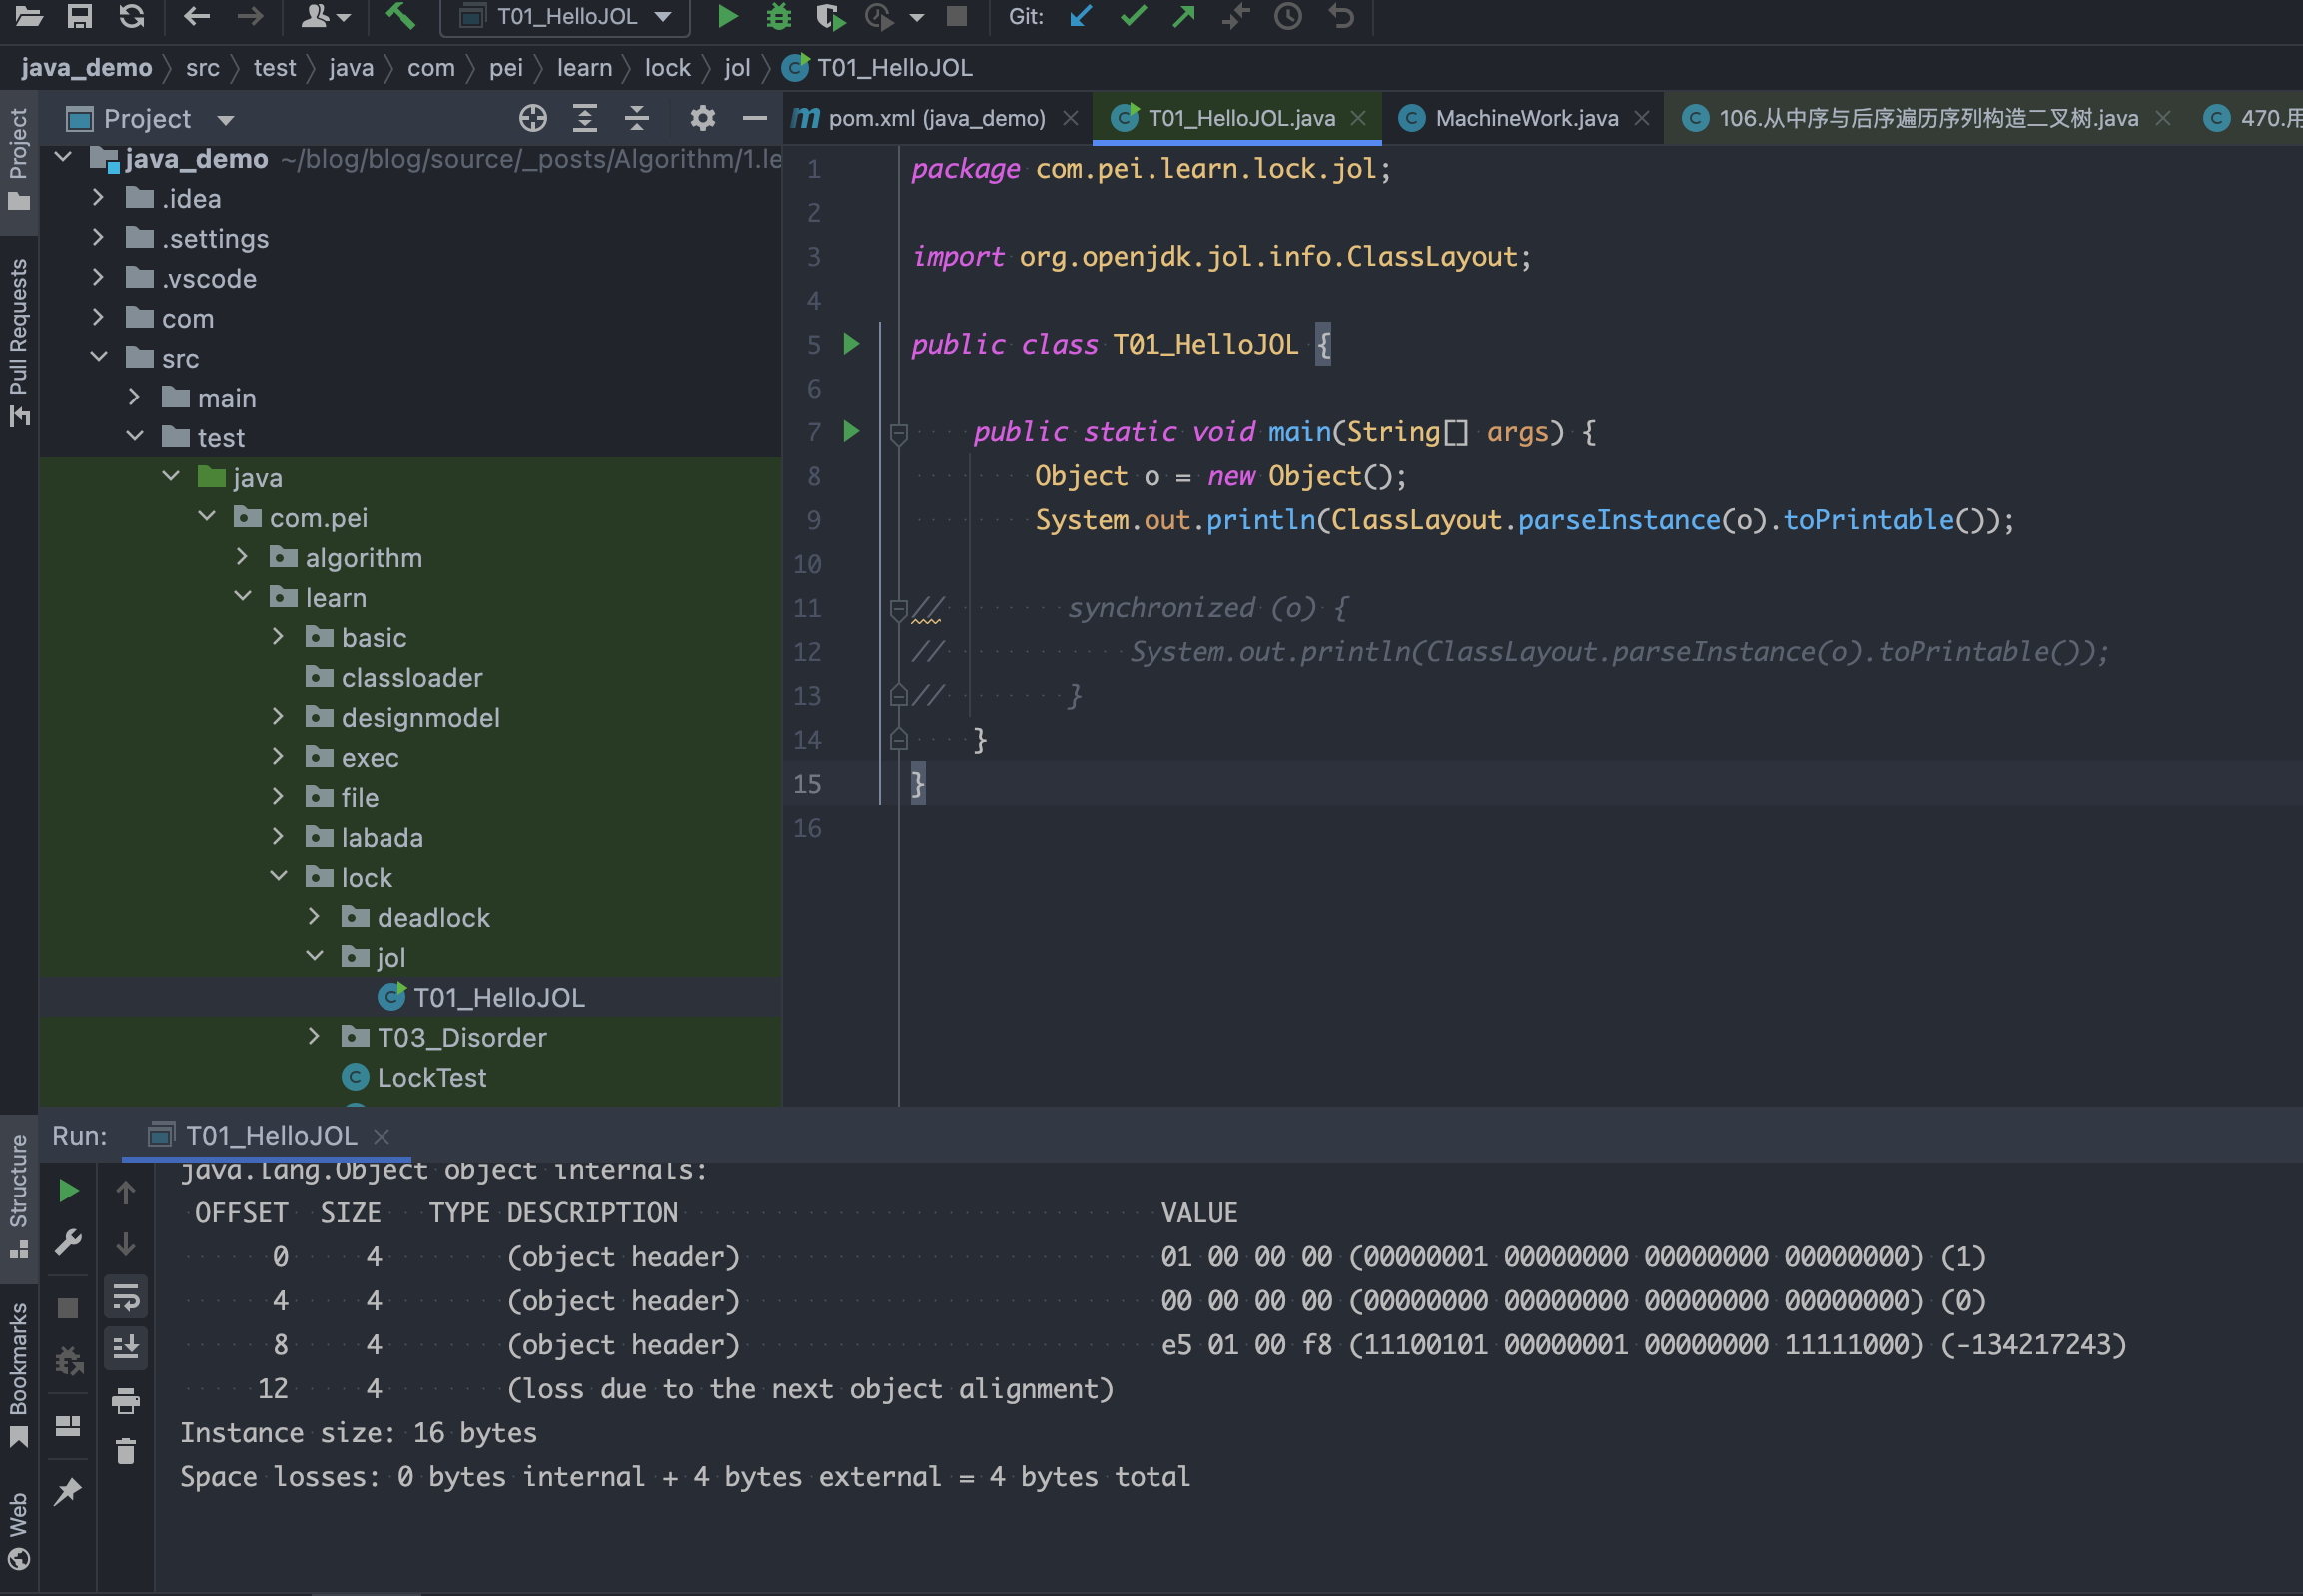 T01_HelloJOL
Git:
java_demo
src
test
java
com
pei
learn
lock
jol
T01_HelloJOL
Project
Pull Requests
Structure
Bookmarks
Web
Project
java_demo ~/blog/blog/source/_posts/Algorithm/1.le
.idea
.settings
.vscode
com
src
main
test
java
com.pei
algorithm
learn
basic
classloader
designmodel
exec
file
labada
lock
deadlock
jol
T01_HelloJOL
T03_Disorder
LockTest
pom.xml (java_demo)
T01_HelloJOL.java
MachineWork.java
106.从中序与后序遍历序列构造二叉树.java
470.用
1 package com.pei.learn.lock.jol;
2
3 import org.openjdk.jol.info.ClassLayout;
4
5 public class T01_HelloJOL {
6
7 public static void main(String[] args) {
8 Object o = new Object();
9 System.out.println(ClassLayout.parseInstance(o).toPrintable());
10
11 // synchronized (o) {
12 // System.out.println(ClassLayout.parseInstance(o).toPrintable());
13 // }
14 }
15 }
16
Run: T01_HelloJOL
java.lang.Object object internals:
OFFSET SIZE TYPE DESCRIPTION VALUE
0 4 (object header) 01 00 00 00 (00000001 00000000 00000000 00000000) (1)
4 4 (object header) 00 00 00 00 (00000000 00000000 00000000 00000000) (0)
8 4 (object header) e5 01 00 f8 (11100101 00000001 00000000 11111000) (-134217243)
12 4 (loss due to the next object alignment)
Instance size: 16 bytes
Space losses: 0 bytes internal + 4 bytes external = 4 bytes total